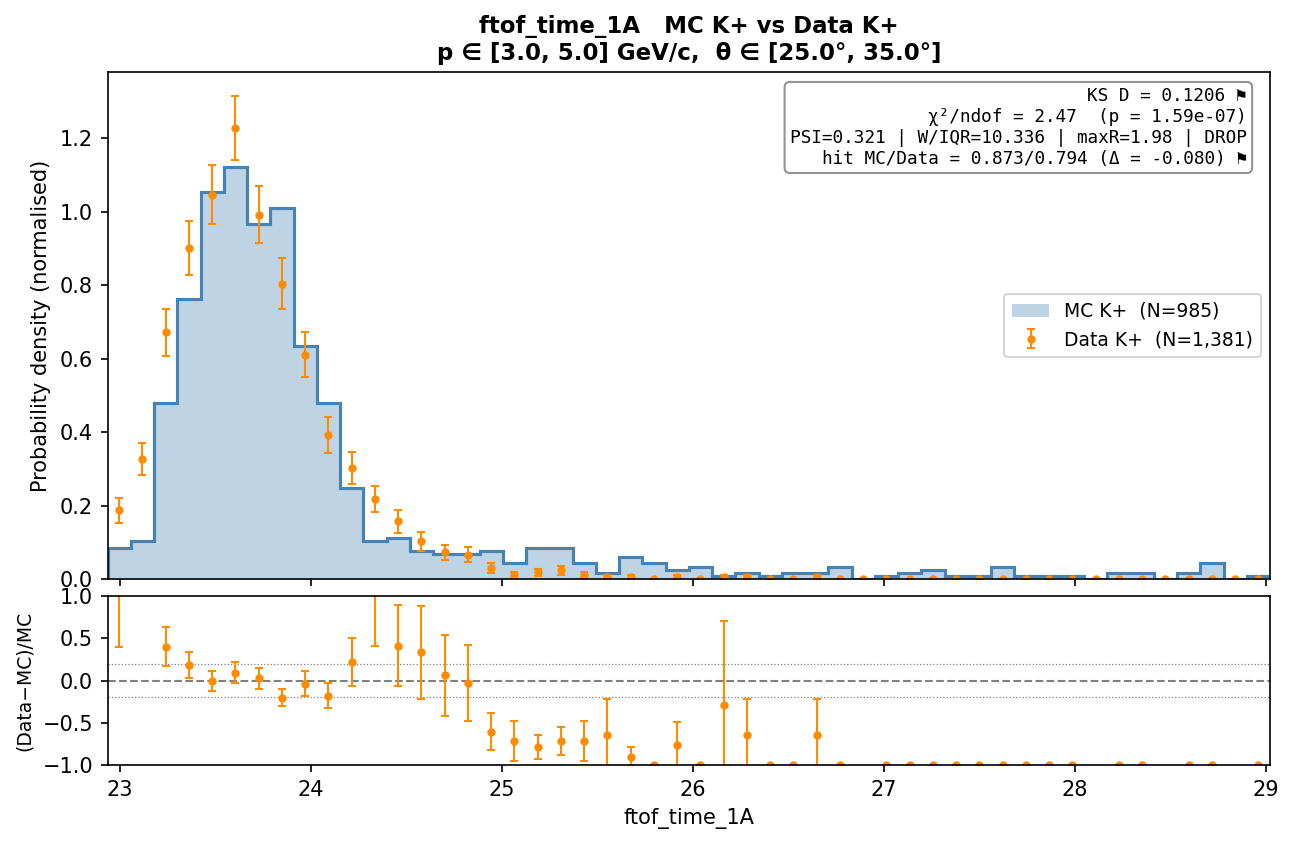 ftof_time_1A   MC K+ vs Data K+
p ∈ [3.0, 5.0] GeV/c,  θ ∈ [25.0°, 35.0°]
KS D = 0.1206 ⚑
χ²/ndof = 2.47  (p = 1.59e-07)
PSI=0.321 | W/IQR=10.336 | maxR=1.98 | DROP
hit MC/Data = 0.873/0.794 (Δ = -0.080) ⚑
MC K+  (N=985)
Data K+  (N=1,381)
Probability density (normalised)
1.2
1.0
0.8
0.6
0.4
0.2
0.0
(Data−MC)/MC
1.0
0.5
0.0
−0.5
−1.0
23 24 25 26 27 28 29
ftof_time_1A